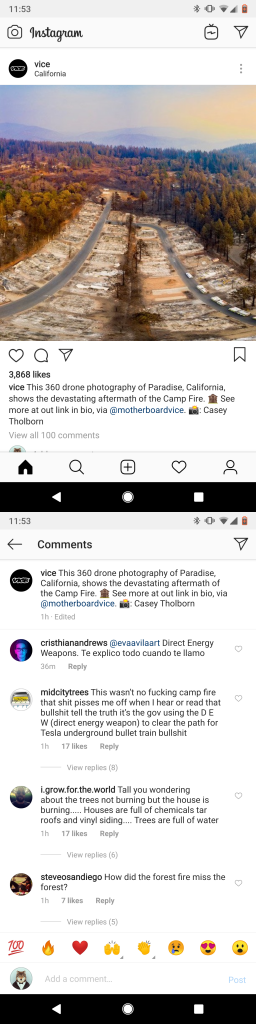 11:53
Instagram
vice
California
3,868 likes
vice This 360 drone photography of Paradise, California,
shows the devastating aftermath of the Camp Fire. 🏚 See
more at out link in bio, via @motherboardvice. 📸: Casey
Tholborn
View all 100 comments
11:53
Comments
vice This 360 drone photography of Paradise,
California, shows the devastating aftermath of
the Camp Fire. 🏚 See more at out link in bio, via
@motherboardvice. 📸: Casey Tholborn
1h · Edited
cristhianandrews @evaavilaart Direct Energy
Weapons. Te explico todo cuando te llamo
36m Reply
midcitytrees This wasn't no fucking camp fire
that shit pisses me off when I hear or read that
bullshit tell the truth it's the gov using the D E
W (direct energy weapon) to clear the path for
Tesla underground bullet train bullshit
1h 17 likes Reply
View replies (8)
i.grow.for.the.world Tall you wondering
about the trees not burning but the house is
burning..... Houses are full of chemicals tar
roofs and vinyl siding.... Trees are full of water
1h 17 likes Reply
View replies (6)
steveosandiego How did the forest fire miss the
forest?
1h 7 likes Reply
View replies (5)
💯 🔥 ❤️ 🙌 👏 😢 😍 😮
Add a comment...
Post